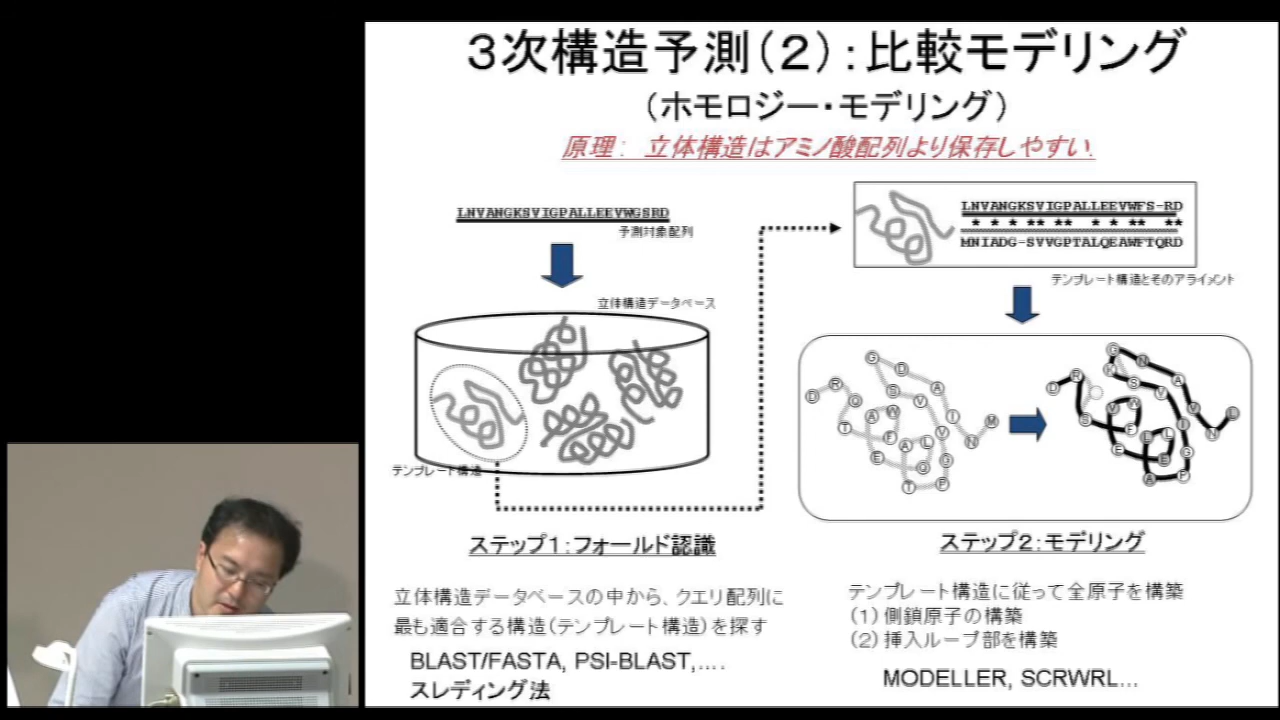 ３次構造予測（２）：比較モデリング
（ホモロジー・モデリング）
原理： 立体構造はアミノ酸配列より保存しやすい.
LNVANGKSVIGPALLEEVWGSRD
予測対象配列
立体構造データベース
テンプレート構造
LNVANGKSVIGPALLEEVWFS-RD
* * * ** ** * * ** **
MNIADG-SVVGPTALQEAWFTQRD
テンプレート構造とそのアライメント
ステップ１：フォールド認識
立体構造データベースの中から、クエリ配列に
最も適合する構造（テンプレート構造）を探す
BLAST/FASTA, PSI-BLAST,....
スレディング法
ステップ２：モデリング
テンプレート構造に従って全原子を構築
（１）側鎖原子の構築
（２）挿入ループ部を構築
MODELLER, SCRWRL...